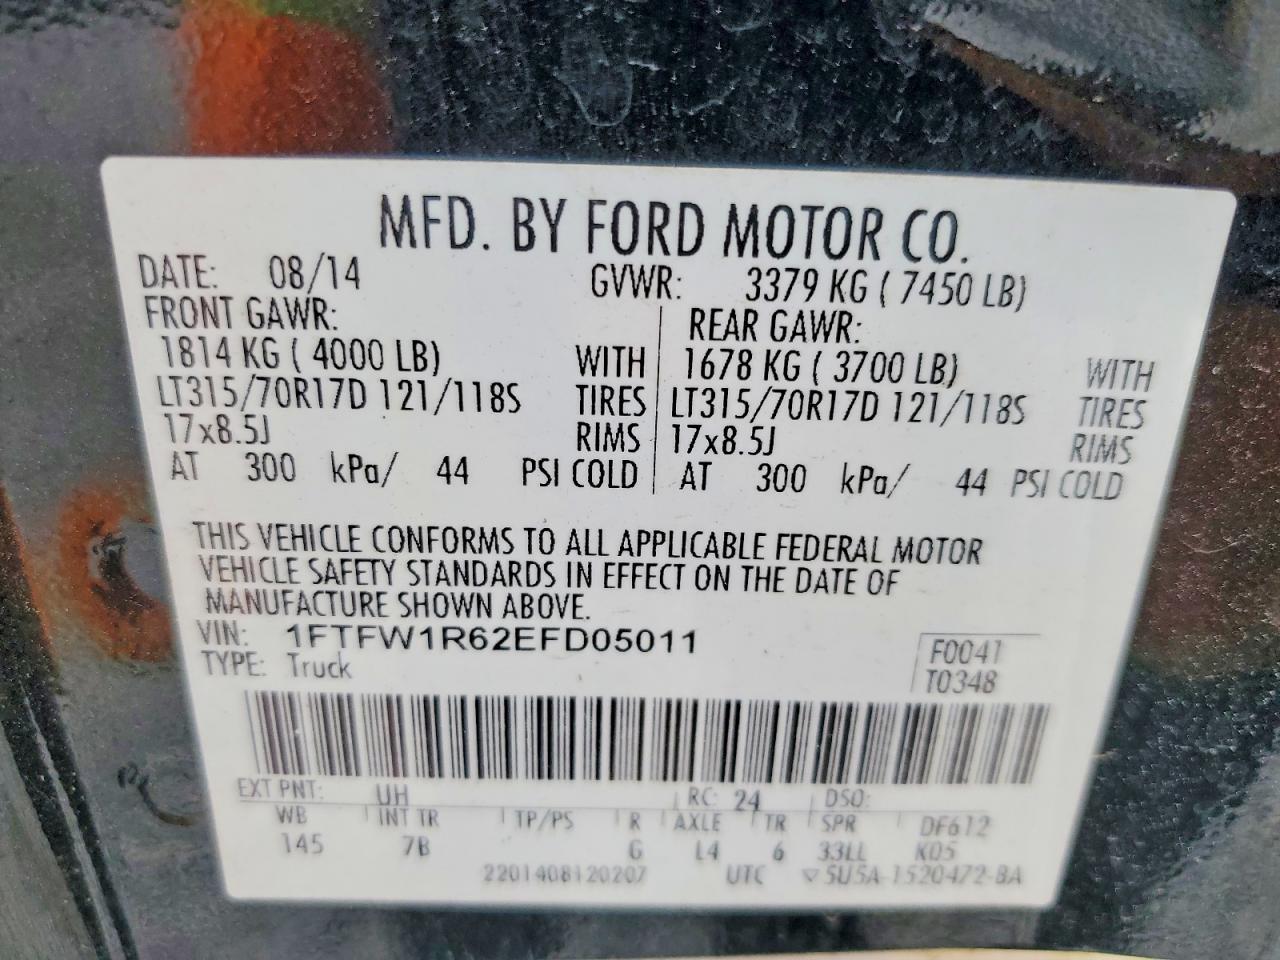 MFD. BY FORD MOTOR CO.
DATE: 08/14 GVWR: 3379 KG ( 7450 LB)
FRONT GAWR: REAR GAWR:
1814 KG ( 4000 LB) WITH 1678 KG ( 3700 LB) WITH
LT315/70R17D 121/118S TIRES LT315/70R17D 121/118S TIRES
17x8.5J RIMS 17x8.5J RIMS
AT 300 kPa/ 44 PSI COLD AT 300 kPa/ 44 PSI COLD
THIS VEHICLE CONFORMS TO ALL APPLICABLE FEDERAL MOTOR
VEHICLE SAFETY STANDARDS IN EFFECT ON THE DATE OF
MANUFACTURE SHOWN ABOVE.
VIN: 1FTFW1R62EFD05011 F0041
TYPE: Truck T0348
EXT PNT: UH RC: 24 DSO:
WB INT TR TP/PS R AXLE TR SPR DF612
145 7B G L4 6 33LL K05
2201408120207 UTC ▽5U5A-1520472-BA